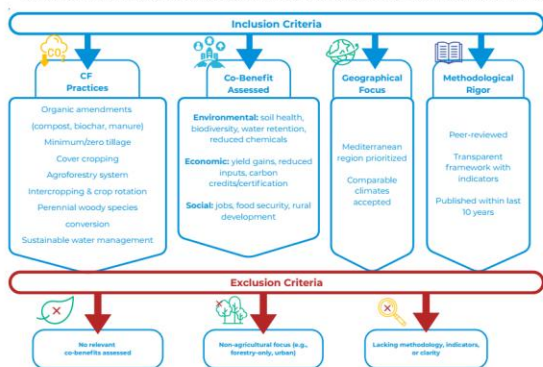 Inclusion Criteria
CO₂
CF
Practices
Organic amendments
(compost, biochar, manure)
Minimum/zero tillage
Cover cropping
Agroforestry system
Intercropping & crop rotation
Perennial woody species
conversion
Sustainable water management
Co-Benefit
Assessed
Environmental: soil health,
biodiversity, water retention,
reduced chemicals
Economic: yield gains, reduced
inputs, carbon
credits/certification
Social: jobs, food security, rural
development
Geographical
Focus
Mediterranean
region prioritized
Comparable
climates
accepted
Methodological
Rigor
Peer-reviewed
Transparent
framework with
indicators
Published within last
10 years
Exclusion Criteria
No relevant
co-benefits assessed
Non-agricultural focus (e.g.,
forestry-only, urban)
Lacking methodology, indicators,
or clarity